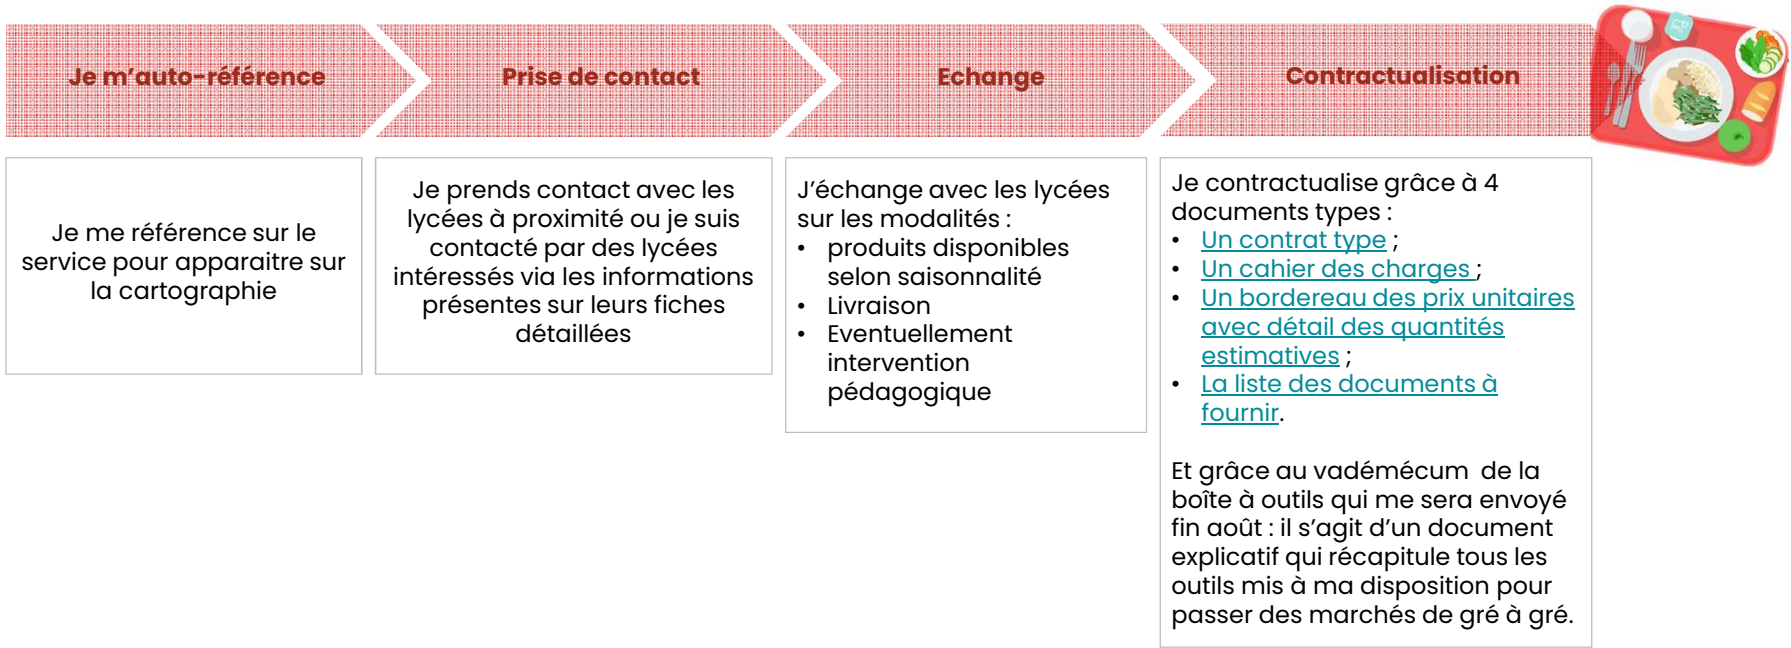 Je m'auto-référence
Prise de contact
Echange
Contractualisation
Je me référence sur le
service pour apparaitre sur
la cartographie
Je prends contact avec les
lycées à proximité ou je suis
contacté par des lycées
intéressés via les informations
présentes sur leurs fiches
détaillées
J'échange avec les lycées
sur les modalités :
• produits disponibles
selon saisonnalité
• Livraison
• Eventuellement
intervention
pédagogique
Je contractualise grâce à 4
documents types :
• Un contrat type ;
• Un cahier des charges ;
• Un bordereau des prix unitaires
avec détail des quantités
estimatives ;
• La liste des documents à
fournir.
Et grâce au vadémécum de la
boîte à outils qui me sera envoyé
fin août : il s'agit d'un document
explicatif qui récapitule tous les
outils mis à ma disposition pour
passer des marchés de gré à gré.